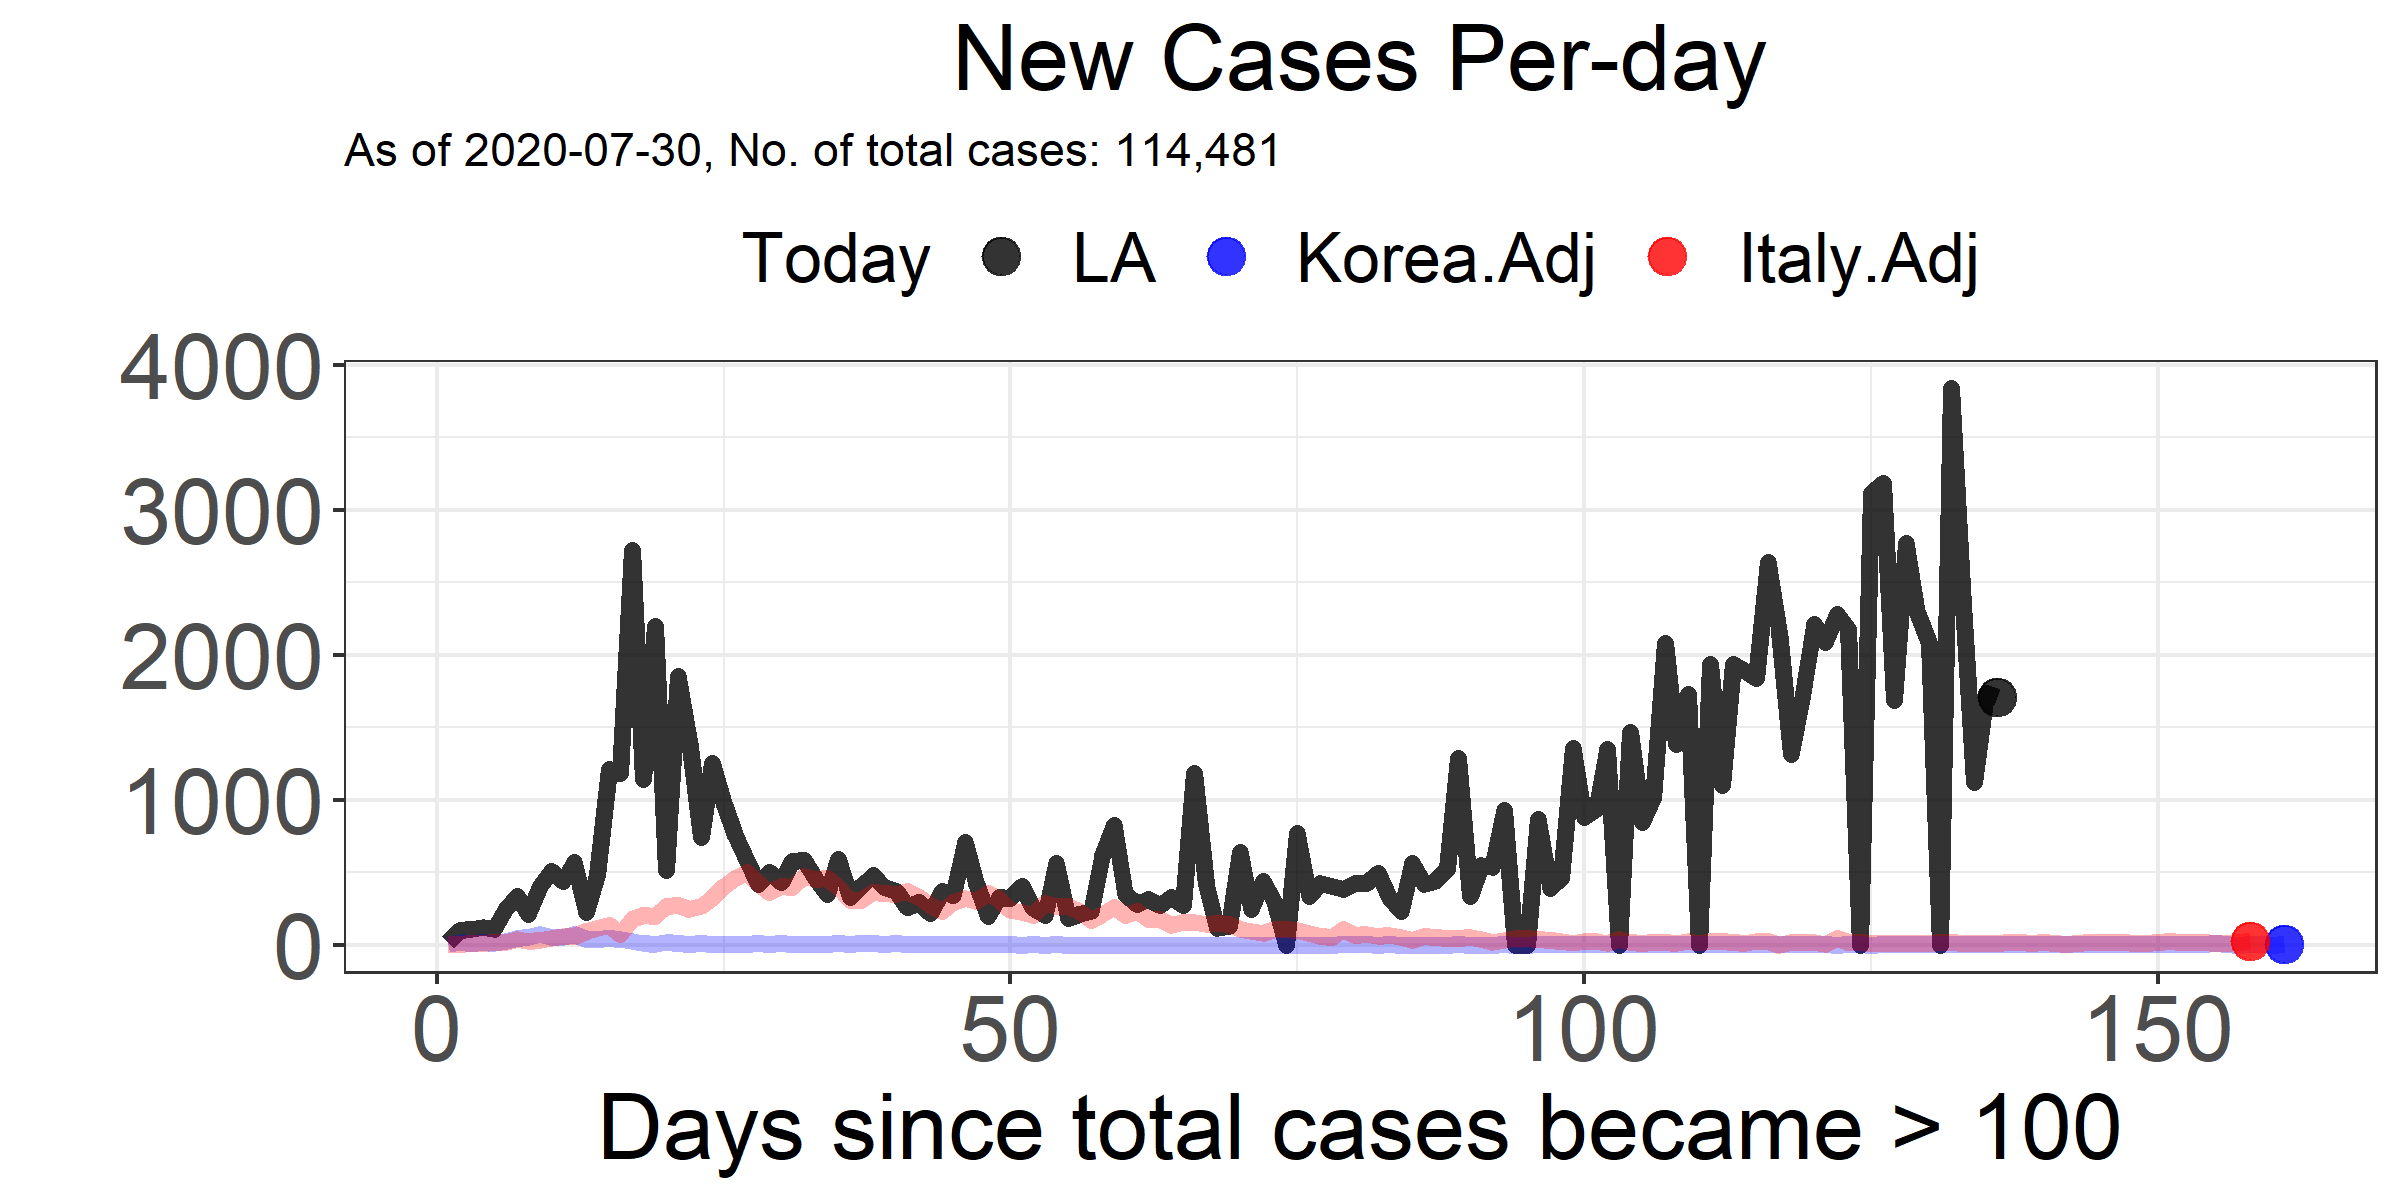 New Cases Per-day
As of 2020-07-30, No. of total cases: 114,481
Today LA Korea.Adj Italy.Adj
4000
3000
2000
1000
0
0 50 100 150
Days since total cases became > 100